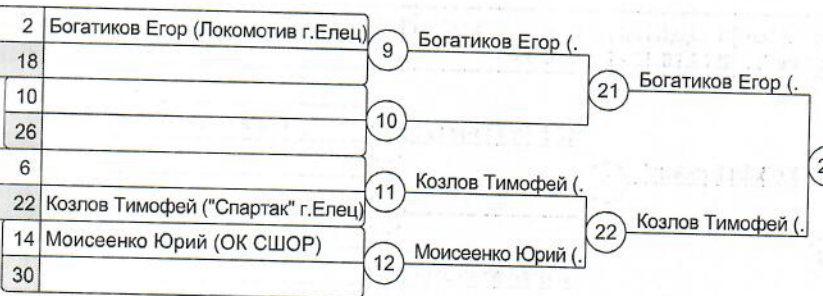 2 Богатиков Егор (Локомотив г.Елец)
18
10
26
6
22 Козлов Тимофей ("Спартак" г.Елец)
14 Моисеенко Юрий (ОК СШОР)
30
9 Богатиков Егор (.
10
11 Козлов Тимофей (.
12 Моисеенко Юрий (.
21 Богатиков Егор (.
22 Козлов Тимофей (.